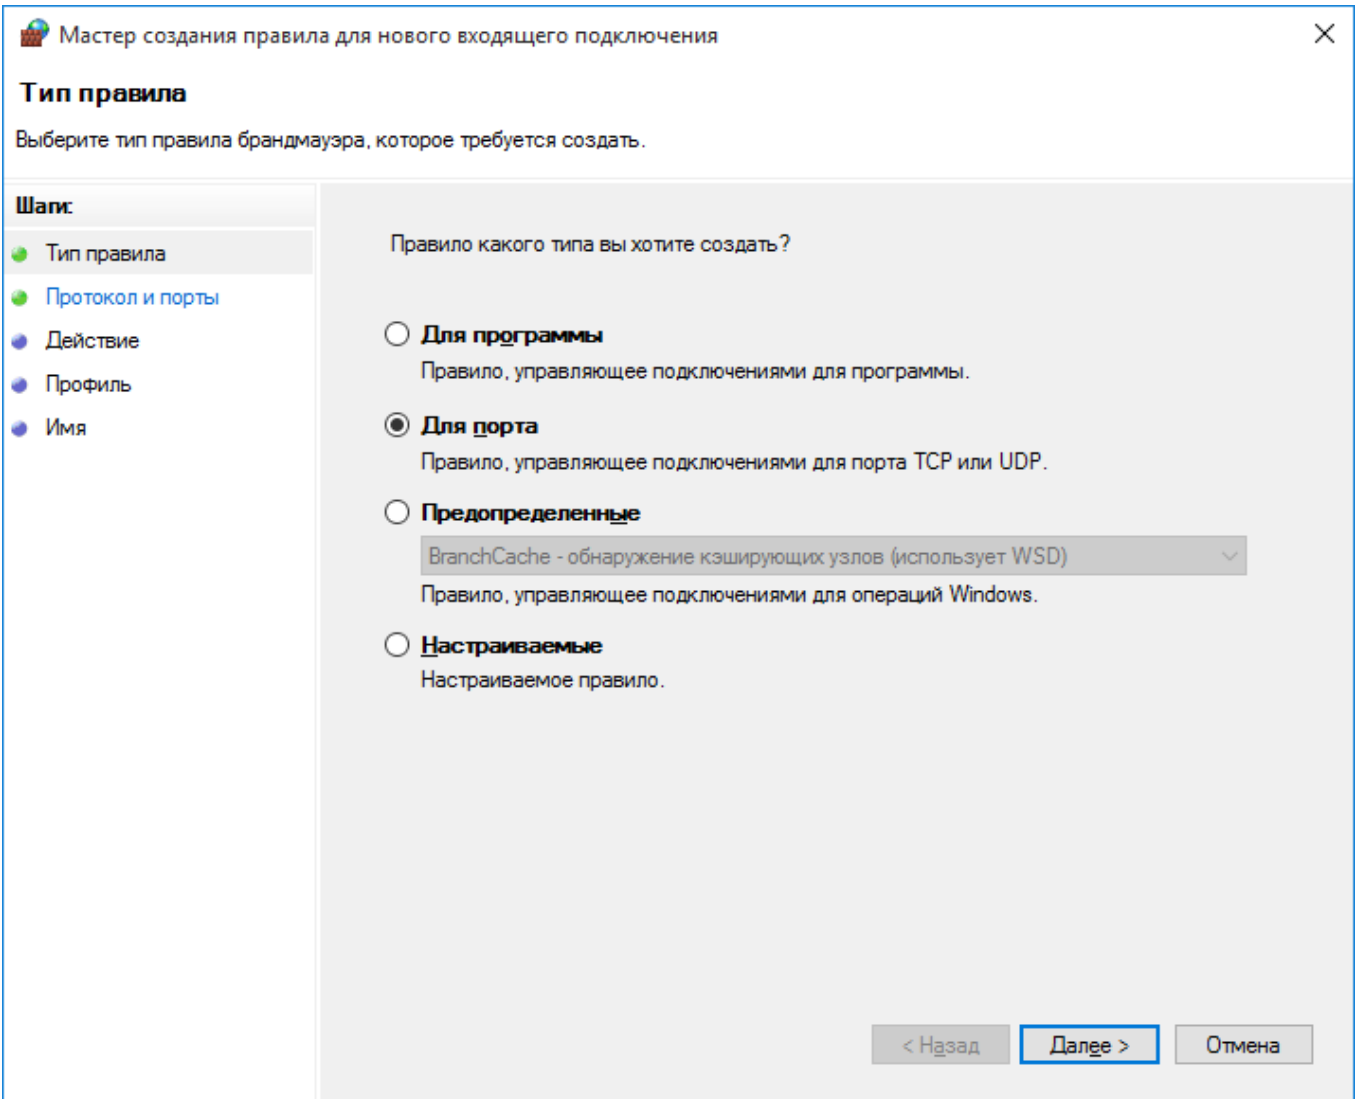 Мастер создания правила для нового входящего подключения
Тип правила
Выберите тип правила брандмауэра, которое требуется создать.
Шаги:
Тип правила
Протокол и порты
Действие
Профиль
Имя
Правило какого типа вы хотите создать?
Для программы
Правило, управляющее подключениями для программы.
Для порта
Правило, управляющее подключениями для порта TCP или UDP.
Предопределенные
BranchCache - обнаружение кэширующих узлов (использует WSD)
Правило, управляющее подключениями для операций Windows.
Настраиваемые
Настраиваемое правило.
< Назад
Далее >
Отмена